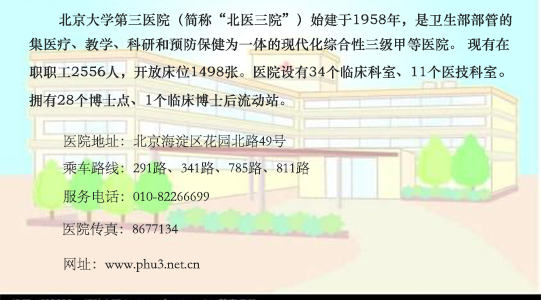 北京大学第三医院（简称“北医三院”）始建于1958年，是卫生部部管的
集医疗、教学、科研和预防保健为一体的现代化综合性三级甲等医院。 现有在
职职工2556人，开放床位1498张。医院设有34个临床科室、11个医技科室。
拥有28个博士点、1个临床博士后流动站。
医院地址：北京海淀区花园北路49号
乘车路线：291路、341路、785路、811路
服务电话：010-82266699
医院传真：8677134
网址：www.phu3.net.cn